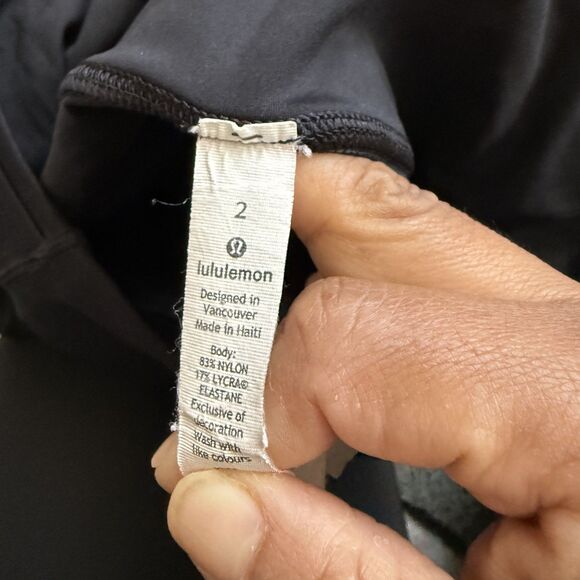 2
lululemon
Designed in
Vancouver
Made in Haiti
Body:
83% NYLON
17% LYCRA®
ELASTANE
Exclusive of
decoration
Wash with
like colours